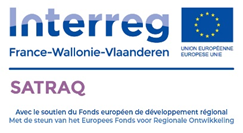 Interreg
France-Wallonie-Vlaanderen
UNION EUROPÉENNE
EUROPESE UNIE
SATRAQ
Avec le soutien du Fonds européen de développement régional
Met de steun van het Europees Fonds voor Regionale Ontwikkeling